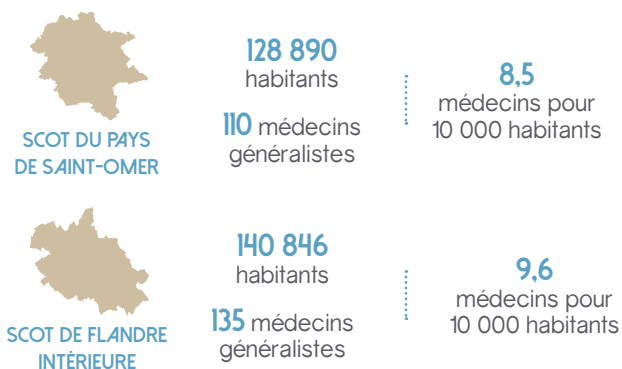 SCOT DU PAYS
DE SAINT-OMER
128 890
habitants
110 médecins
généralistes
8,5
médecins pour
10 000 habitants
SCOT DE FLANDRE
INTÉRIEURE
140 846
habitants
135 médecins
généralistes
9,6
médecins pour
10 000 habitants